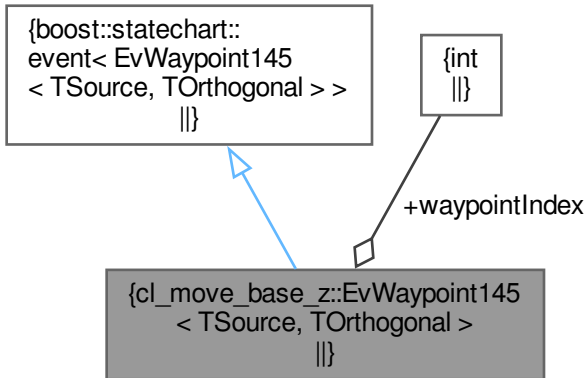 {boost::statechart::
event< EvWaypoint145
< TSource, TOrthogonal > >
||}
{int
||}
+waypointIndex
{cl_move_base_z::EvWaypoint145
< TSource, TOrthogonal >
||}